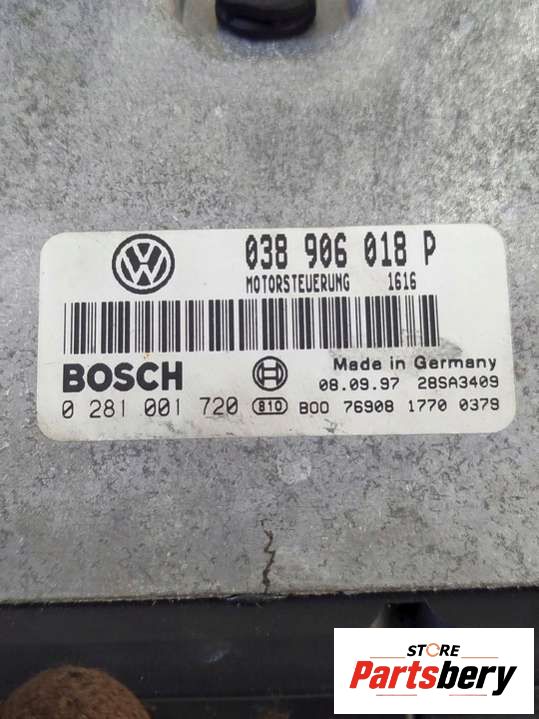 038 906 018 P
MOTORSTEUERUNG 1616
BOSCH
Made in Germany
08.09.97 28SA3409
0 281 001 720 B10 B00 76908 1770 0379
STORE
Partsbery